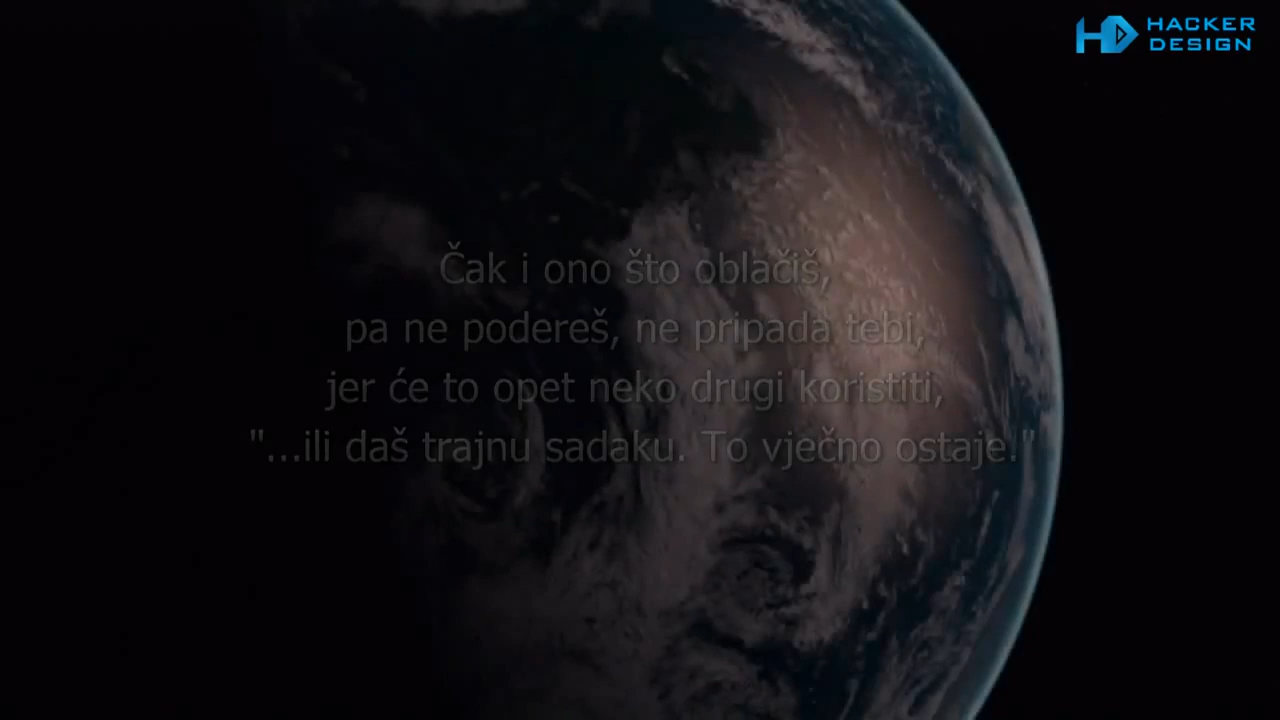 HACKER
DESIGN
Čak i ono što oblačiš,
pa ne podereš, ne pripada tebi,
jer će to opet neko drugi koristiti,
"...ili daš trajnu sadaku. To vječno ostaje!"